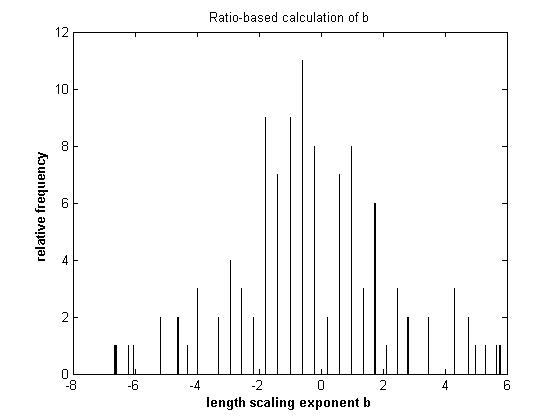 Ratio-based calculation of b
12
10
8
6
4
2
0
relative frequency
-8 -6 -4 -2 0 2 4 6
length scaling exponent b